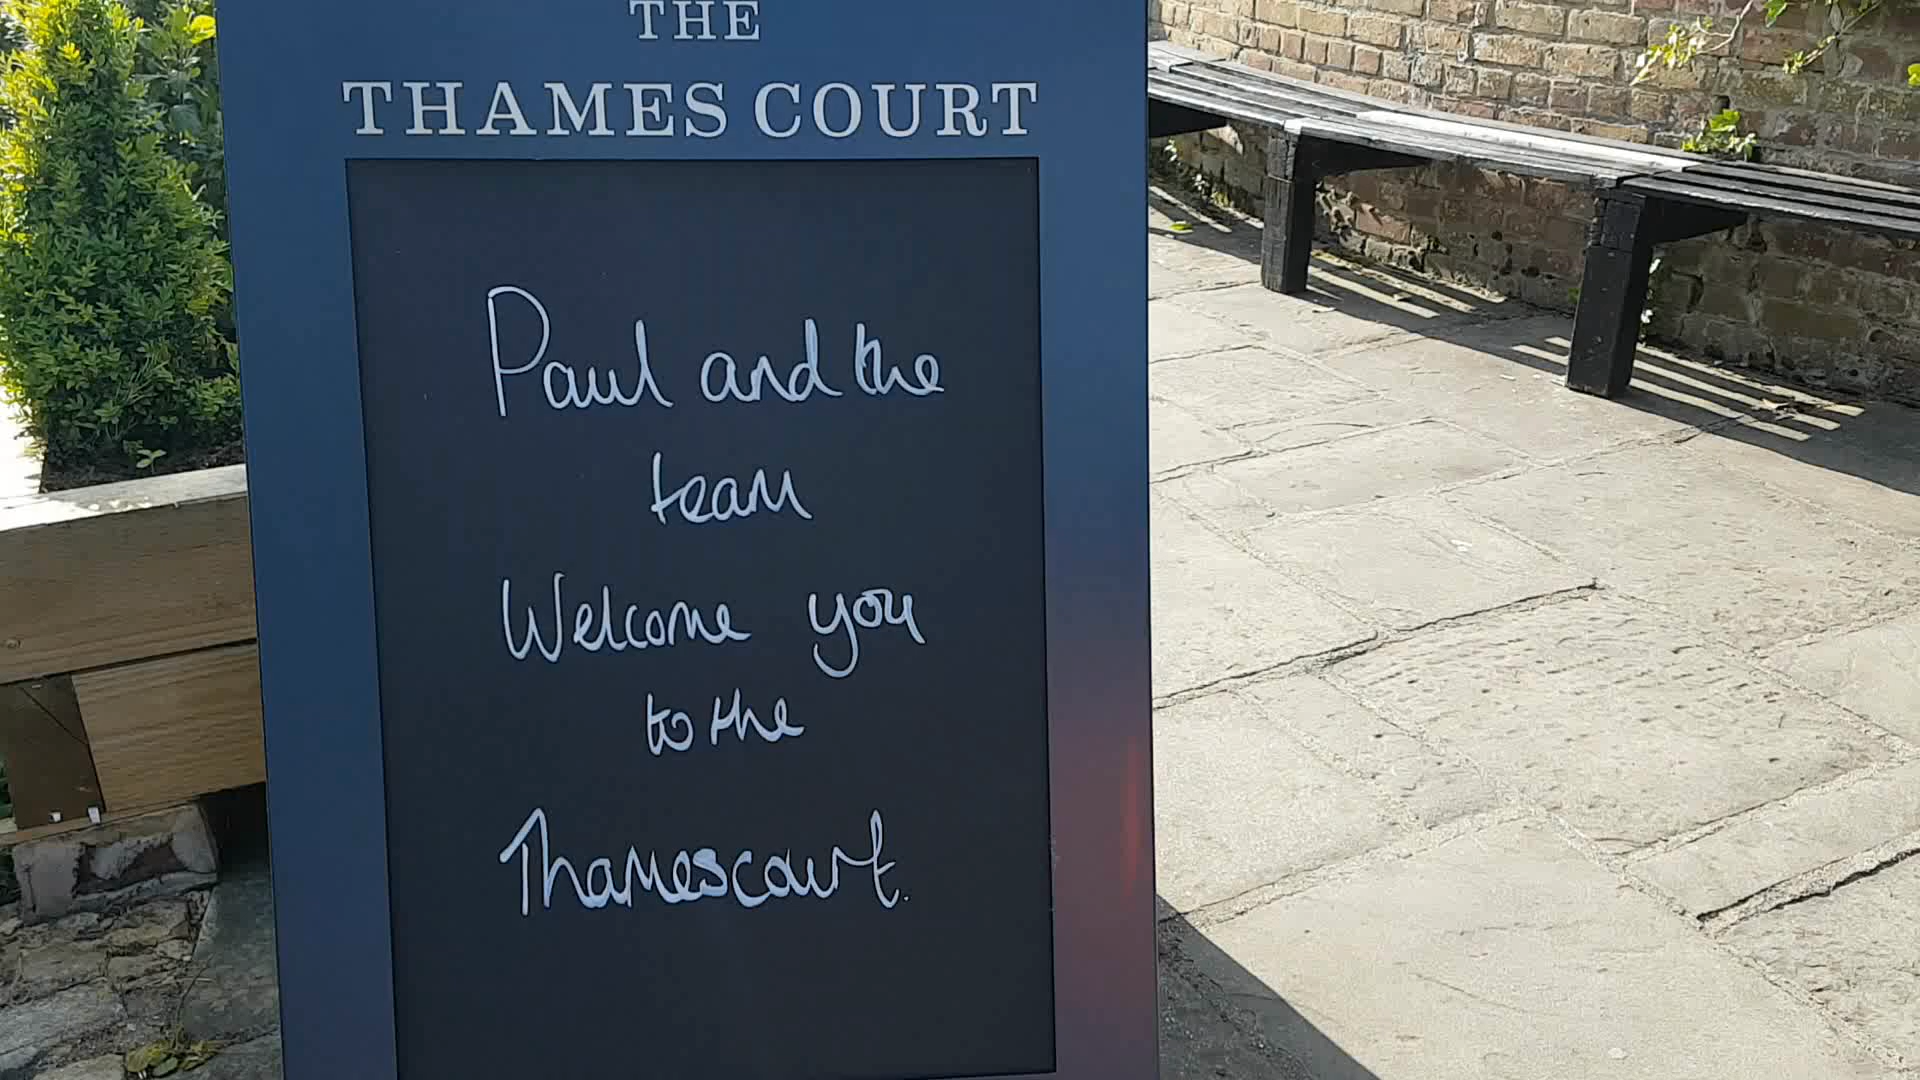 THE
THAMES COURT
Paul and the
team
Welcome you
to the
Thamescourt.